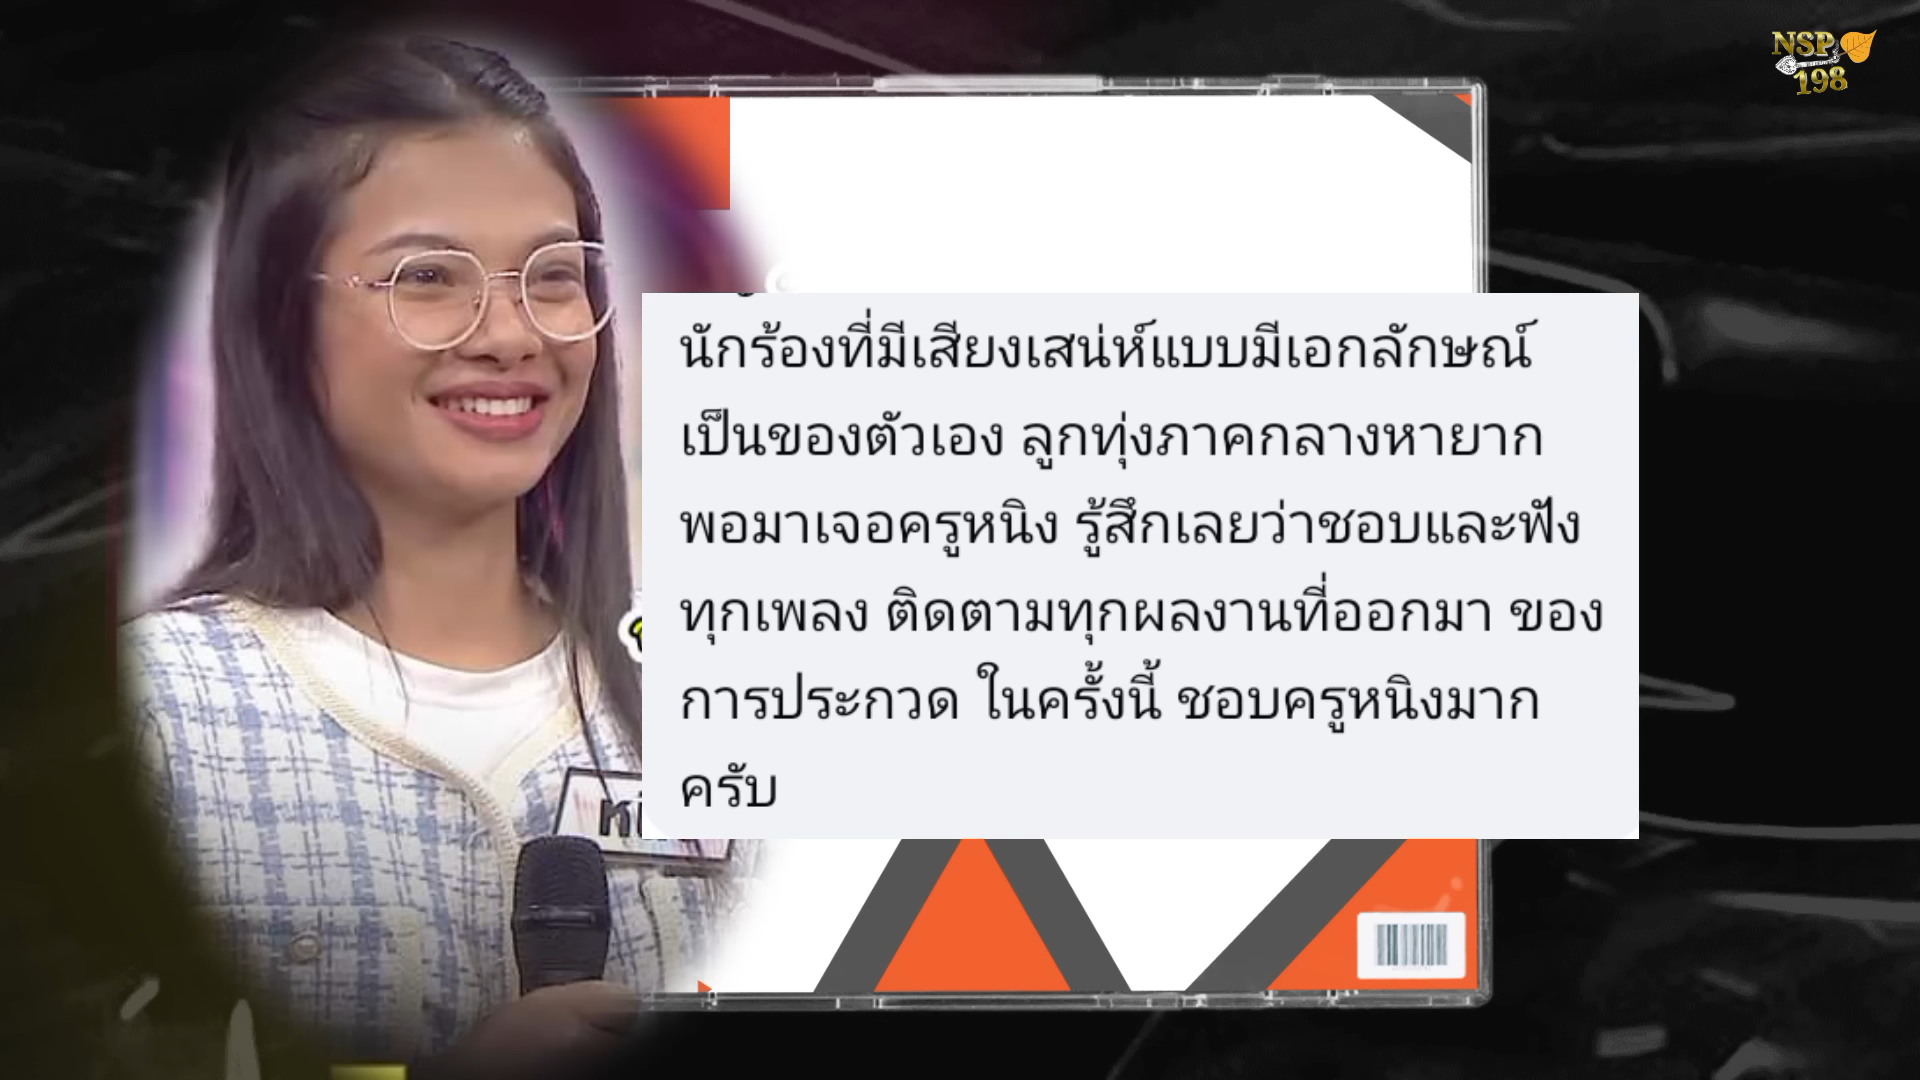 NSP
198
นักร้องที่มีเสียงเสน่ห์แบบมีเอกลักษณ์
เป็นของตัวเอง ลูกทุ่งภาคกลางหายาก
พอมาเจอครูหนิง รู้สึกเลยว่าชอบและฟัง
ทุกเพลง ติดตามทุกผลงานที่ออกมา ของ
การประกวด ในครั้งนี้ ชอบครูหนิงมาก
ครับ